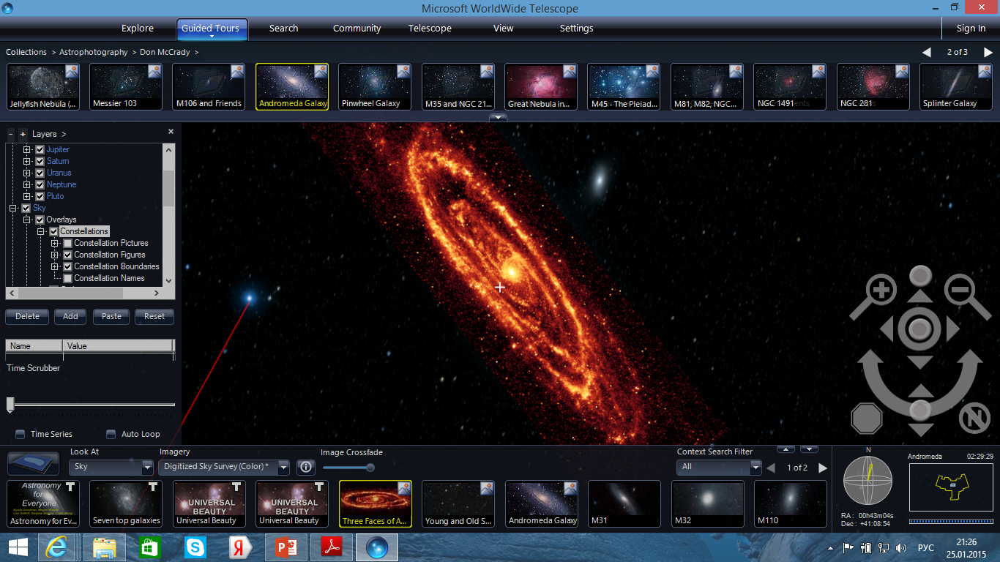 Microsoft WorldWide Telescope
Explore Guided Tours Search Community Telescope View Settings Sign In
Collections > Astrophotography > Don McCrady >
2 of 3
Jellyfish Nebula (... Messier 103 M106 and Friends Andromeda Galaxy Pinwheel Galaxy M35 and NGC 21... Great Nebula in... M45 - The Pleiad... M81, M82, NGC... NGC 1491 NGC 281 Splinter Galaxy
- + Layers >
Jupiter
Saturn
Uranus
Neptune
Pluto
Sky
Overlays
Constellations
Constellation Pictures
Constellation Figures
Constellation Boundaries
Constellation Names
Delete Add Paste Reset
Name Value
Time Scrubber
Time Series Auto Loop
N
Look At Imagery Image Crossfade Context Search Filter
Sky Digitized Sky Survey (Color) * All 1 of 2
Astronomy
for
Everyone
T T T T
UNIVERSAL
BEAUTY
UNIVERSAL
BEAUTY
Astronomy for Ev... Seven top galaxies Universal Beauty Universal Beauty Three Faces of A... Young and Old S... Andromeda Galaxy M31 M32 M110
N
Andromeda 02:29:29
RA : 00h43m04s
Dec : +41:08:54
РУС
21:26
25.01.2015